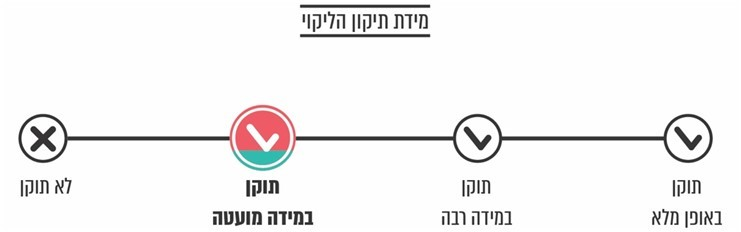 מידת תיקון הליקוי
תוקן
באופן מלא
תוקן
במידה רבה
תוקן
במידה מועטה
לא תוקן